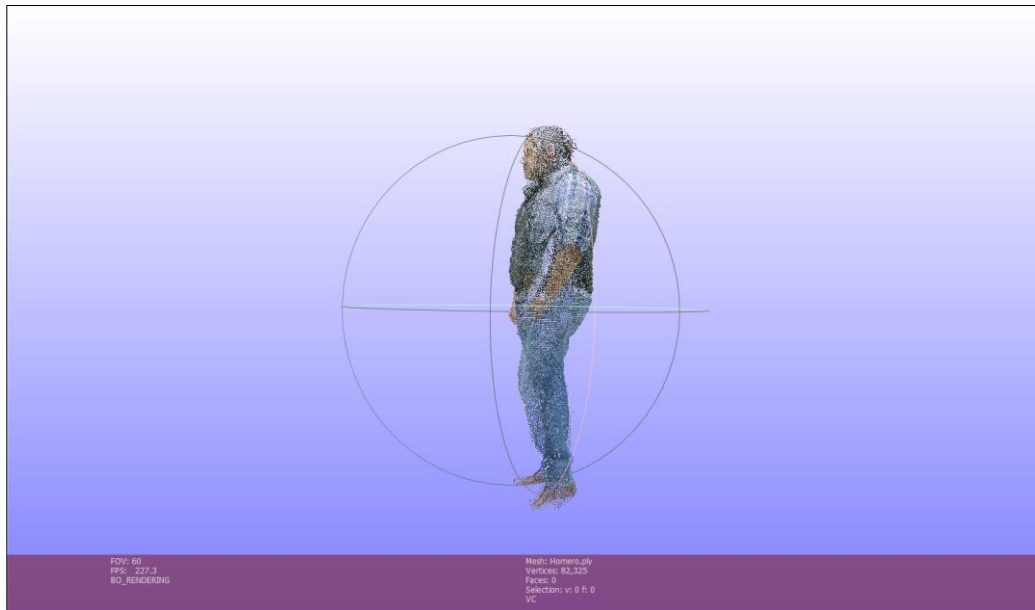 FOV: 60
FPS: 227.3
BO_RENDERING
Mesh: Homero.ply
Vertices: 82,325
Faces: 0
Selection: v: 0 f: 0
VC